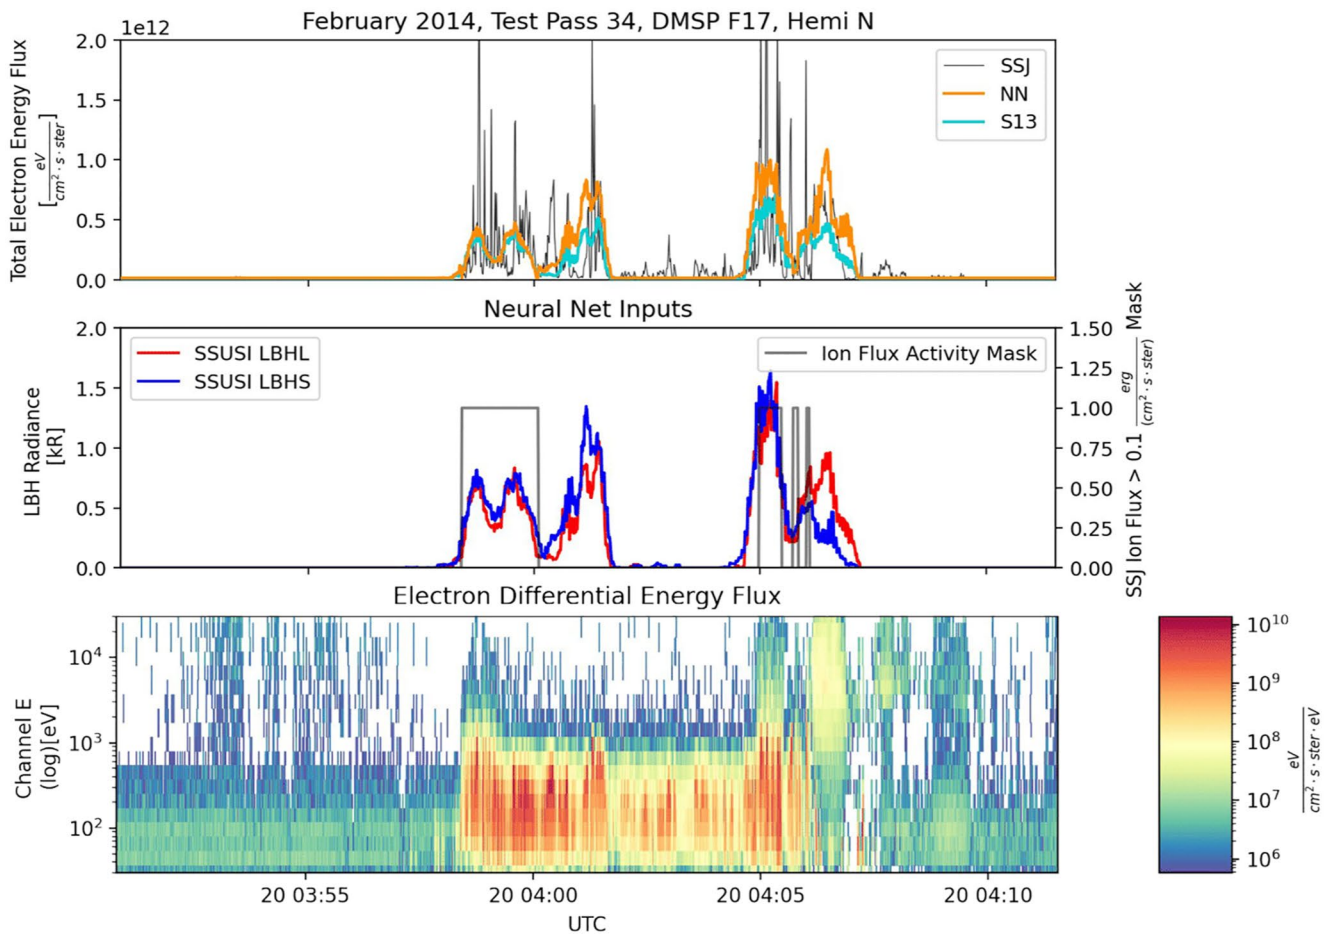 February 2014, Test Pass 34, DMSP F17, Hemi N
1e12
Total Electron Energy Flux
[eV / cm² · s · ster]
2.0
1.5
1.0
0.5
0.0
SSJ
NN
S13
Neural Net Inputs
LBH Radiance
[kR]
2.0
1.5
1.0
0.5
0.0
SSUSI LBHL
SSUSI LBHS
Ion Flux Activity Mask
1.50
1.25
1.00
0.75
0.50
0.25
0.00
SSJ Ion Flux > 0.1 erg / (cm² · s · ster) Mask
Electron Differential Energy Flux
Channel E
(log)[eV]
10⁴
10³
10²
20 03:55
20 04:00
20 04:05
20 04:10
UTC
10¹⁰
10⁹
10⁸
10⁷
10⁶
eV / cm² · s · ster · eV